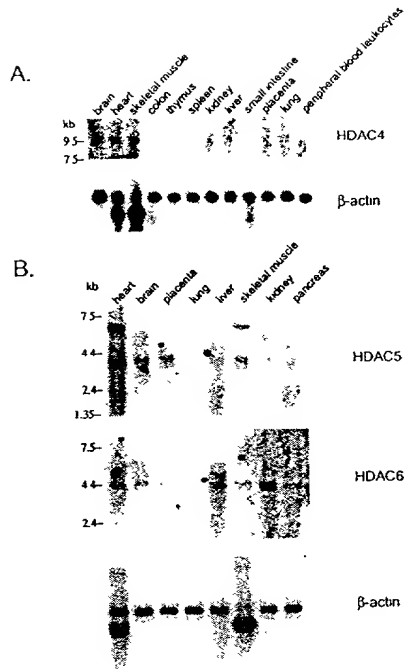 A.
brain heart skeletal muscle colon thymus spleen kidney liver small intestine placenta lung peripheral blood leukocytes
kb
9.5–
7.5–
HDAC4
β-actin
B.
heart brain placenta lung liver skeletal muscle kidney pancreas
kb
7.5–
4.4–
2.4–
1.35–
HDAC5
7.5–
4.4–
2.4–
HDAC6
β-actin